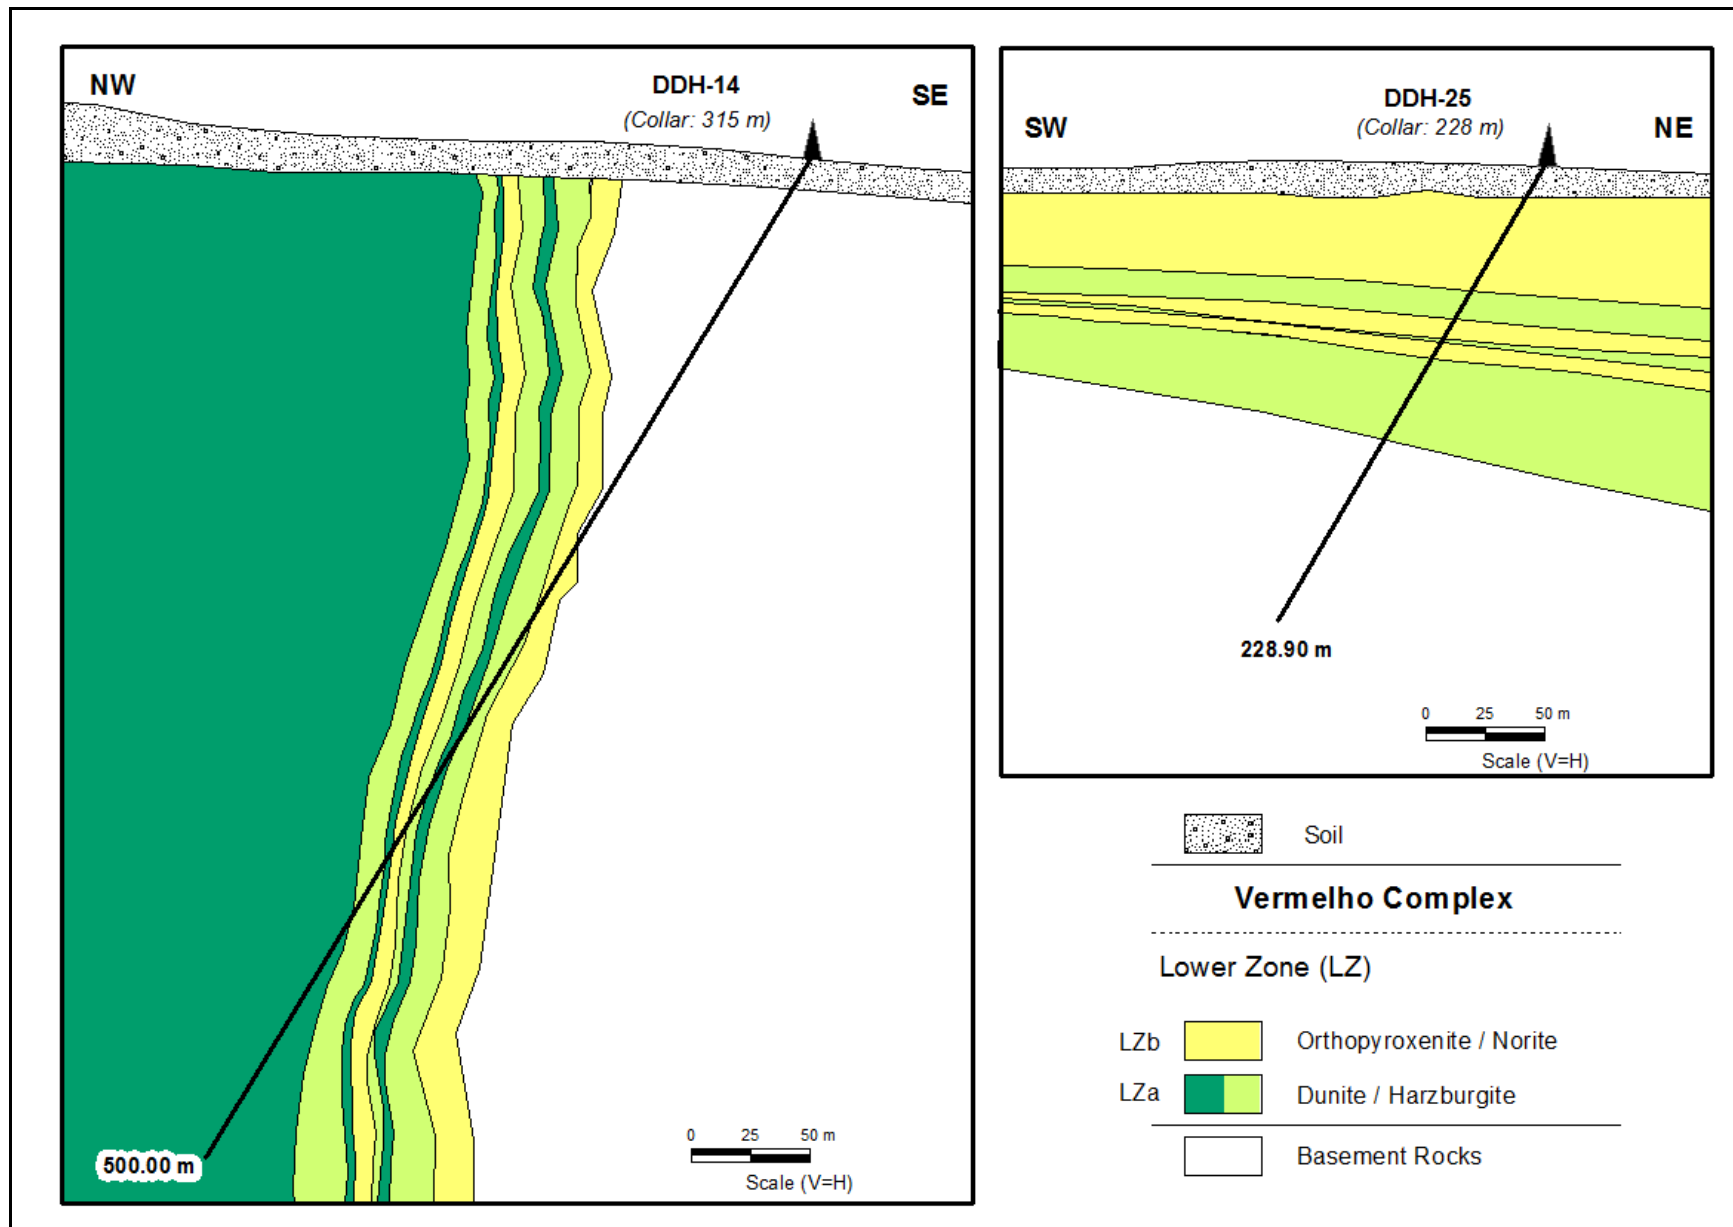 NW
DDH-14
(Collar: 315 m)
SE
500.00 m
0 25 50 m
Scale (V=H)
SW
DDH-25
(Collar: 228 m)
NE
228.90 m
0 25 50 m
Scale (V=H)
Soil
Vermelho Complex
Lower Zone (LZ)
LZb Orthopyroxenite / Norite
LZa Dunite / Harzburgite
Basement Rocks